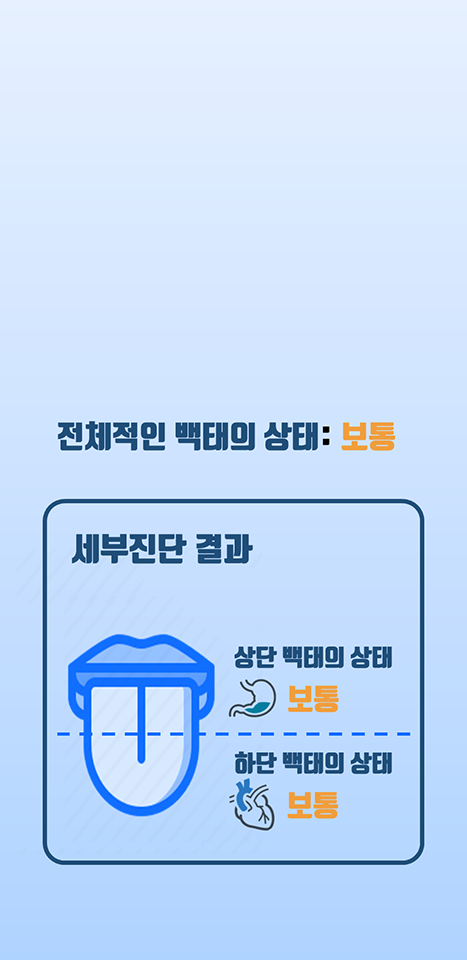 전체적인 백태의 상태: 보통
세부진단 결과
상단 백태의 상태
보통
하단 백태의 상태
보통